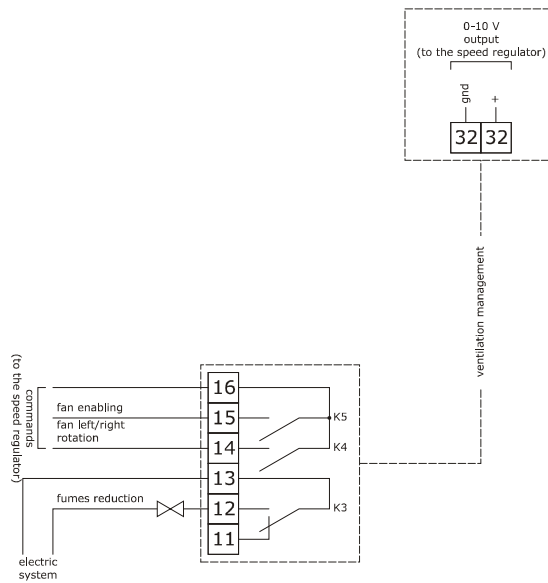 0-10 V
output
(to the speed regulator)
gnd
+
32 32
ventilation management
commands
(to the speed regulator)
16
fan enabling
15
K5
fan left/right
rotation
14
K4
13
fumes reduction
12
K3
11
electric
system